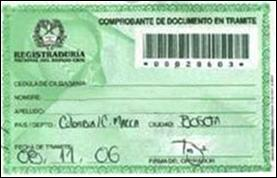 COMPROBANTE DE DOCUMENTO EN TRAMITE
*00028603*
REGISTRADURÍA
NACIONAL DEL ESTADO CIVIL
CEDULA DE CIUDADANIA
NOMBRE:
APELLIDO:
PAIS / DEPTO: Colombia/C. Marca CIUDAD: BOGOTA
FECHA DE TRAMITE
08.11.06
FIRMA DEL OPERADOR